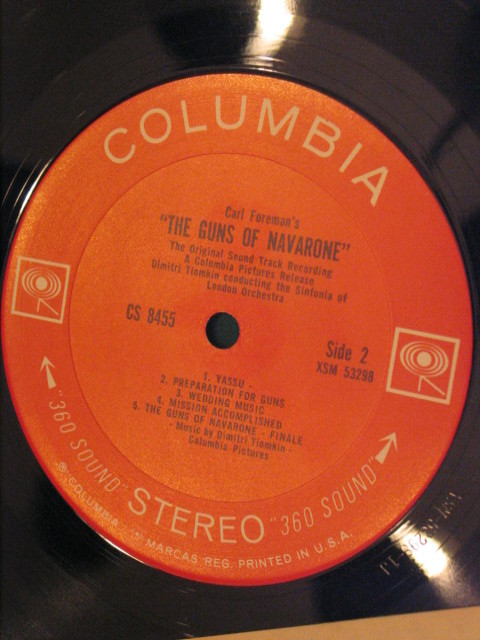 COLUMBIA
Carl Foreman's
"THE GUNS OF NAVARONE"
The Original Sound Track Recording
A Columbia Pictures Release
Dimitri Tiomkin conducting the Sinfonia of
London Orchestra
CS 8455
Side 2
XSM 53298
1. YASSU -
2. PREPARATION FOR GUNS
3. WEDDING MUSIC
4. MISSION ACCOMPLISHED
5. THE GUNS OF NAVARONE - FINALE
- Music by Dimitri Tiomkin -
Columbia Pictures
"360 SOUND" STEREO "360 SOUND"
® COLUMBIA MARCAS REG. PRINTED IN U.S.A.